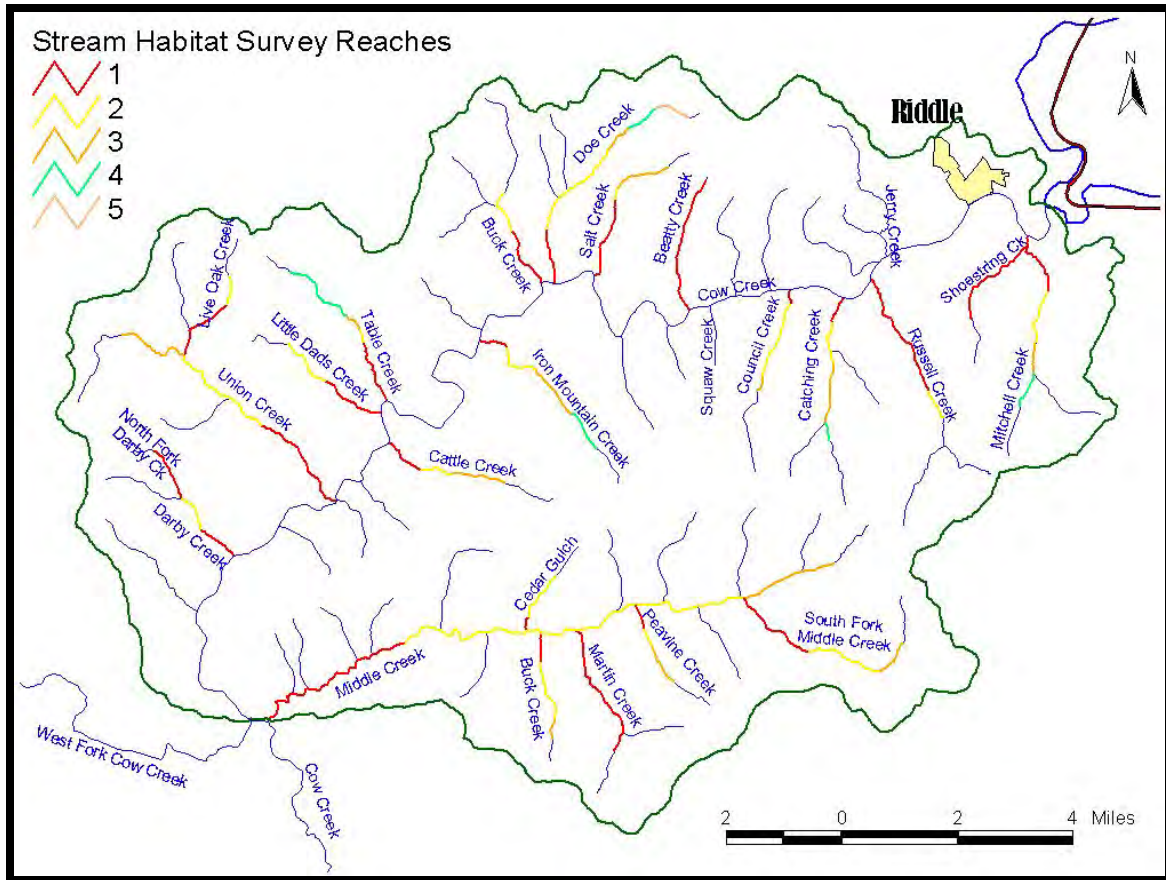 Stream Habitat Survey Reaches
1
2
3
4
5
N
Riddle
Doe Creek
Buck Creek
Salt Creek
Beatty Creek
Jerry Creek
Shoestring Ck
Live Oak Creek
Cow Creek
Table Creek
Little Dads Creek
Iron Mountain Creek
Squaw Creek
Council Creek
Catching Creek
Russell Creek
Mitchell Creek
Union Creek
North Fork
Darby Ck
Cattle Creek
Darby Creek
Cedar Gulch
South Fork
Middle Creek
Peavine Creek
Middle Creek
Buck Creek
Martin Creek
West Fork Cow Creek
Cow Creek
2 0 2 4 Miles